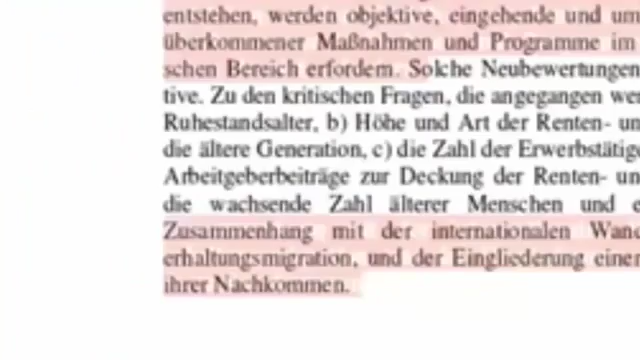 entstehen, werden objektive, eingehende und um
überkommener Maßnahmen und Programme im
schen Bereich erfordern. Solche Neubewertungen
tive. Zu den kritischen Fragen, die angegangen wer
Ruhestandsalter, b) Höhe und Art der Renten- un
die ältere Generation, c) die Zahl der Erwerbstätige
Arbeitgeberbeiträge zur Deckung der Renten- un
die wachsende Zahl älterer Menschen und e
Zusammenhang mit der internationalen Wand
erhaltungsmigration, und der Eingliederung einer
ihrer Nachkommen.